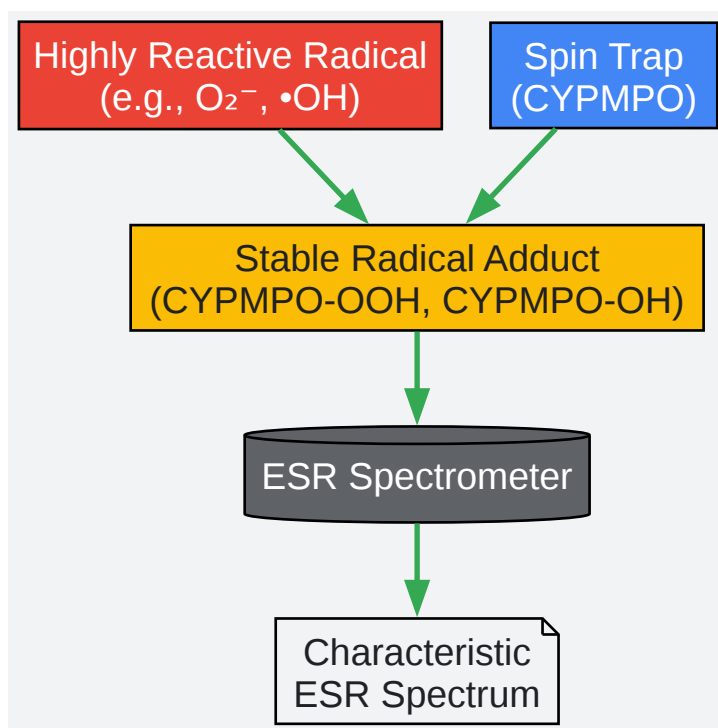 Highly Reactive Radical
(e.g., O₂⁻, •OH)
Spin Trap
(CYPMPO)
Stable Radical Adduct
(CYPMPO-OOH, CYPMPO-OH)
ESR Spectrometer
Characteristic
ESR Spectrum